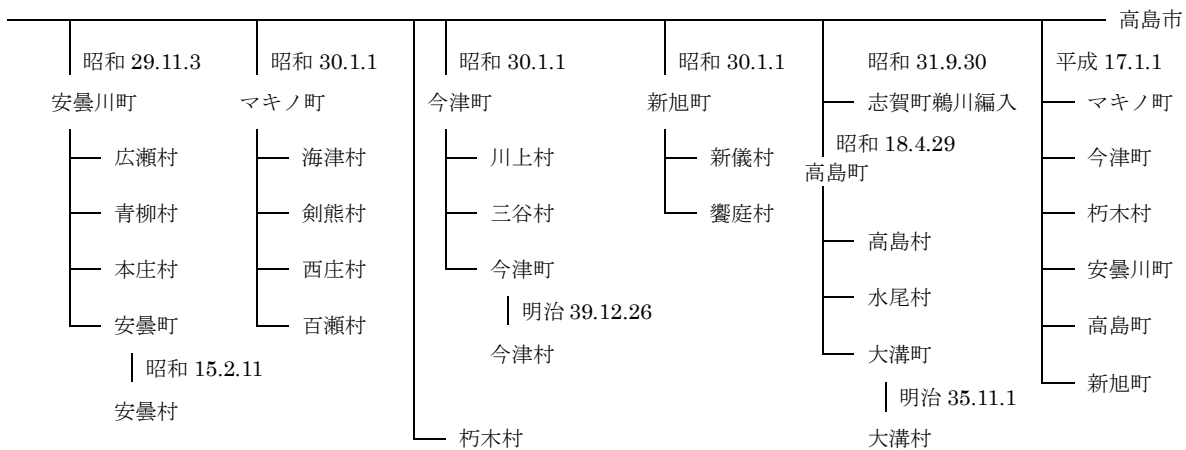 高島市
昭和 29.11.3
昭和 30.1.1
昭和 30.1.1
昭和 30.1.1
昭和 31.9.30
平成 17.1.1
安曇川町
マキノ町
今津町
新旭町
志賀町鵜川編入
マキノ町
昭和 18.4.29
高島町
広瀬村
海津村
川上村
新儀村
今津町
青柳村
剣熊村
三谷村
饗庭村
朽木村
高島村
本庄村
西庄村
今津町
安曇川町
水尾村
安曇町
百瀬村
明治 39.12.26
高島町
今津村
大溝町
昭和 15.2.11
新旭町
明治 35.11.1
安曇村
朽木村
大溝村